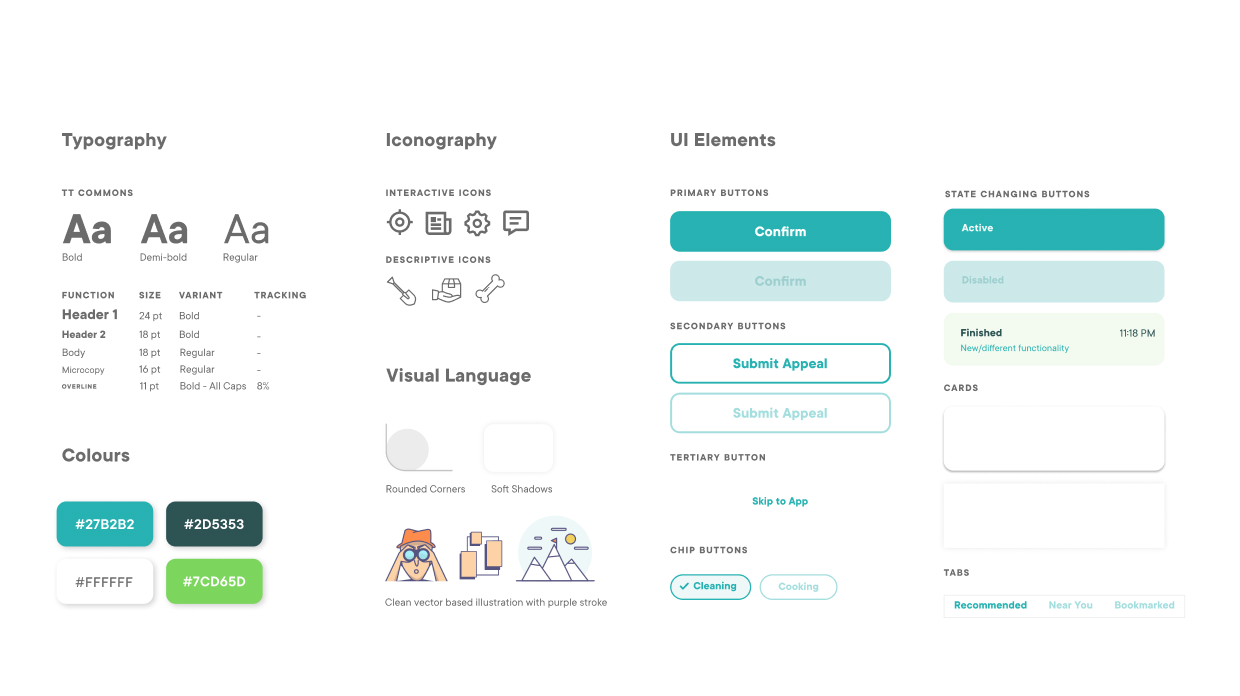 Typography
TT COMMONS
Aa Aa Aa
Bold Demi-bold Regular
FUNCTION SIZE VARIANT TRACKING
Header 1 24 pt Bold -
Header 2 18 pt Bold -
Body 18 pt Regular -
Microcopy 16 pt Regular -
OVERLINE 11 pt Bold - All Caps 8%
Colours
#27B2B2 #2D5353
#FFFFFF #7CD65D
Iconography
INTERACTIVE ICONS
DESCRIPTIVE ICONS
Visual Language
Rounded Corners Soft Shadows
Clean vector based illustration with purple stroke
UI Elements
PRIMARY BUTTONS
Confirm
Confirm
SECONDARY BUTTONS
Submit Appeal
Submit Appeal
TERTIARY BUTTON
Skip to App
CHIP BUTTONS
Cleaning Cooking
STATE CHANGING BUTTONS
Active
Disabled
Finished 11:18 PM
New/different functionality
CARDS
TABS
Recommended Near You Bookmarked